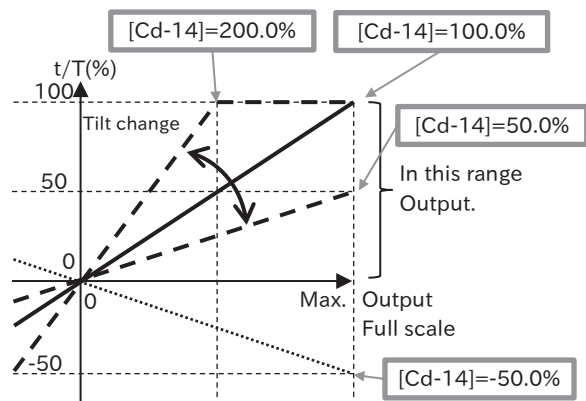 [Cd-14]=200.0%
[Cd-14]=100.0%
t/T(%)
100
Tilt change
[Cd-14]=50.0%
50
In this range
Output.
0
0
Max.
Output
Full scale
-50
[Cd-14]=-50.0%